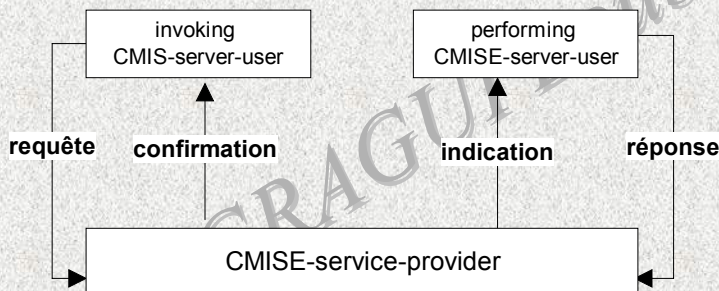 invoking
CMIS-server-user
performing
CMISE-server-user
requête
confirmation
indication
réponse
CMISE-service-provider